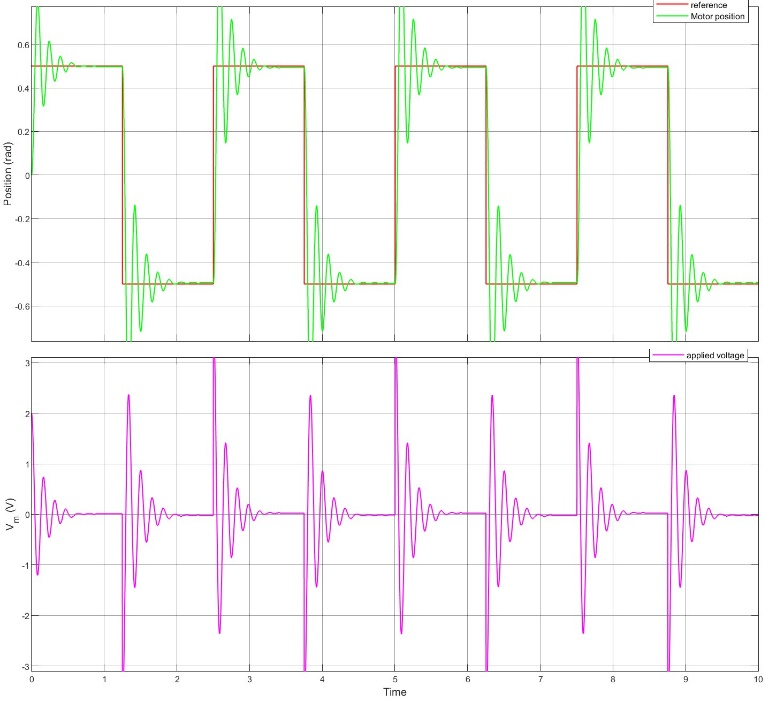 reference
Motor position
0.6
0.4
0.2
0
-0.2
-0.4
-0.6
Position (rad)
applied voltage
3
2
1
0
-1
-2
-3
Vm (V)
0 1 2 3 4 5 6 7 8 9 10
Time